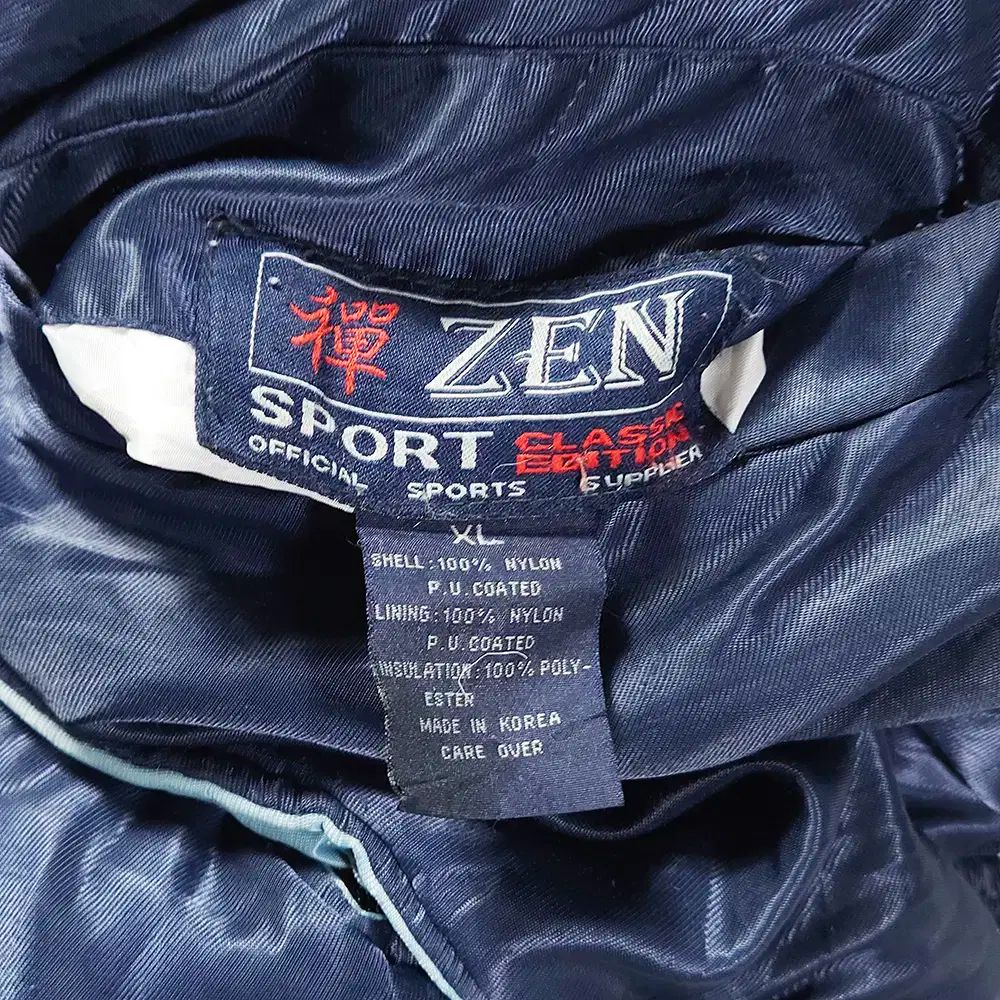 禪 ZEN
SPORT CLASSIC EDITION
OFFICIAL SPORTS SUPPLIER
XL
SHELL:100% NYLON
P.U.COATED
LINING:100% NYLON
P.U.COATED
INSULATION:100% POLY-
ESTER
MADE IN KOREA
CARE OVER